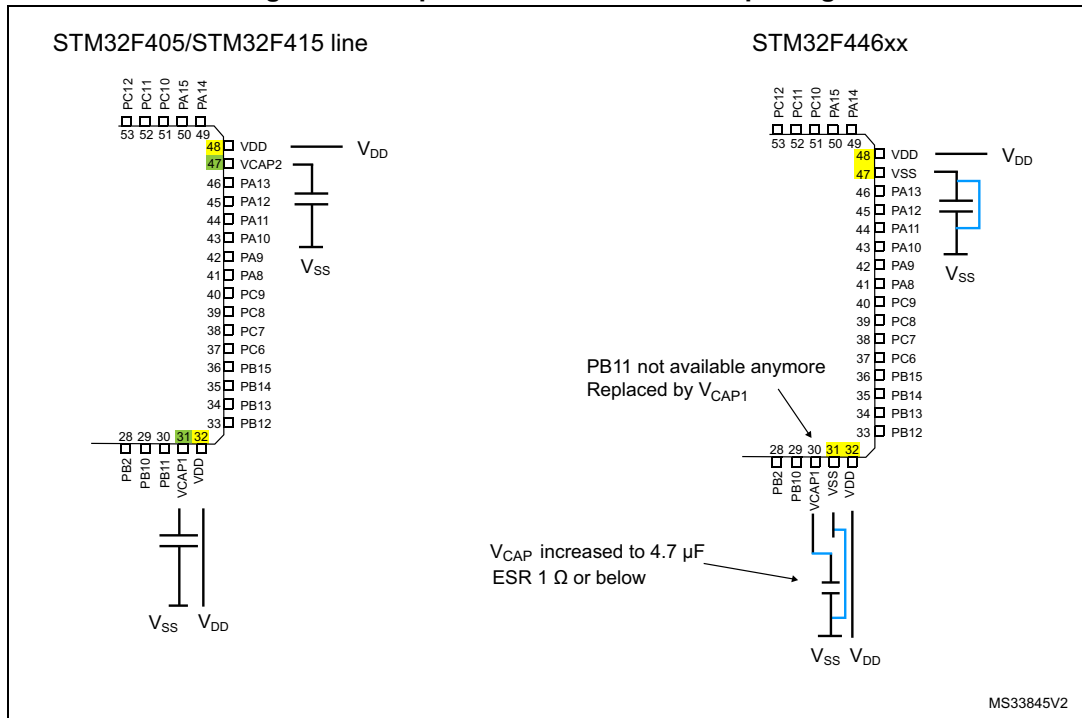 STM32F405/STM32F415 line
PC12
PC11
PC10
PA15
PA14
53 52 51 50 49
48 VDD
VDD
47 VCAP2
46 PA13
45 PA12
44 PA11
43 PA10
42 PA9
VSS
41 PA8
40 PC9
39 PC8
38 PC7
37 PC6
36 PB15
35 PB14
34 PB13
33 PB12
28 29 30 31 32
PB2
PB10
PB11
VCAP1
VDD
VSS VDD
STM32F446xx
PC12
PC11
PC10
PA15
PA14
53 52 51 50 49
48 VDD
VDD
47 VSS
46 PA13
45 PA12
44 PA11
43 PA10
42 PA9
VSS
41 PA8
40 PC9
39 PC8
38 PC7
37 PC6
36 PB15
35 PB14
34 PB13
33 PB12
PB11 not available anymore
Replaced by VCAP1
28 29 30 31 32
PB2
PB10
VCAP1
VSS
VDD
VCAP increased to 4.7 µF
ESR 1 Ω or below
VSS VDD
MS33845V2